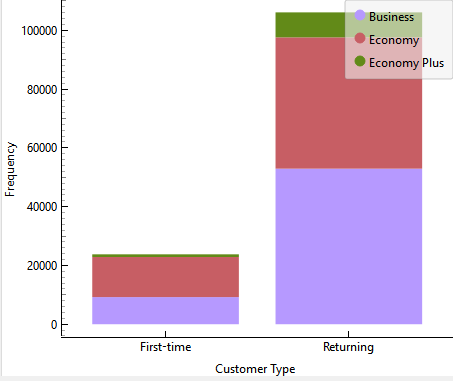 Business
Economy
Economy Plus
100000
80000
60000
40000
20000
0
Frequency
First-time
Returning
Customer Type